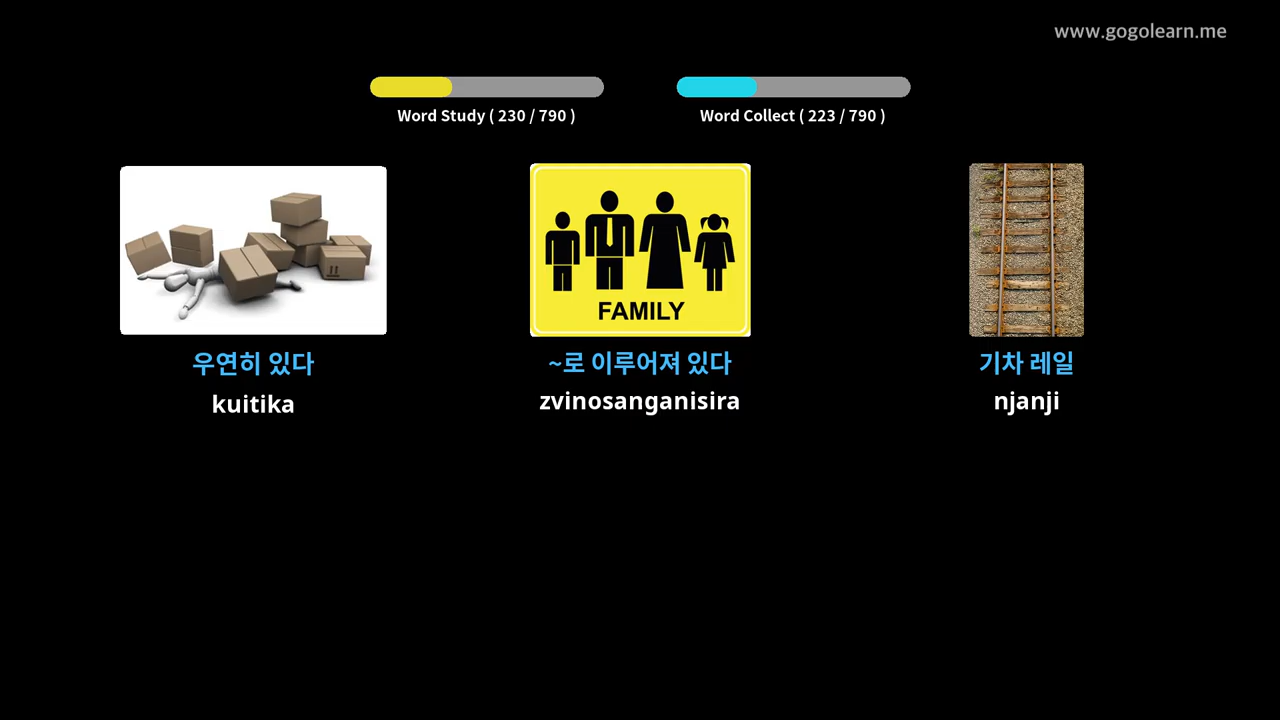 www.gogolearn.me
Word Study ( 230 / 790 )
Word Collect ( 223 / 790 )
FAMILY
우연히 있다
~로 이루어져 있다
기차 레일
kuitika
zvinosanganisira
njanji